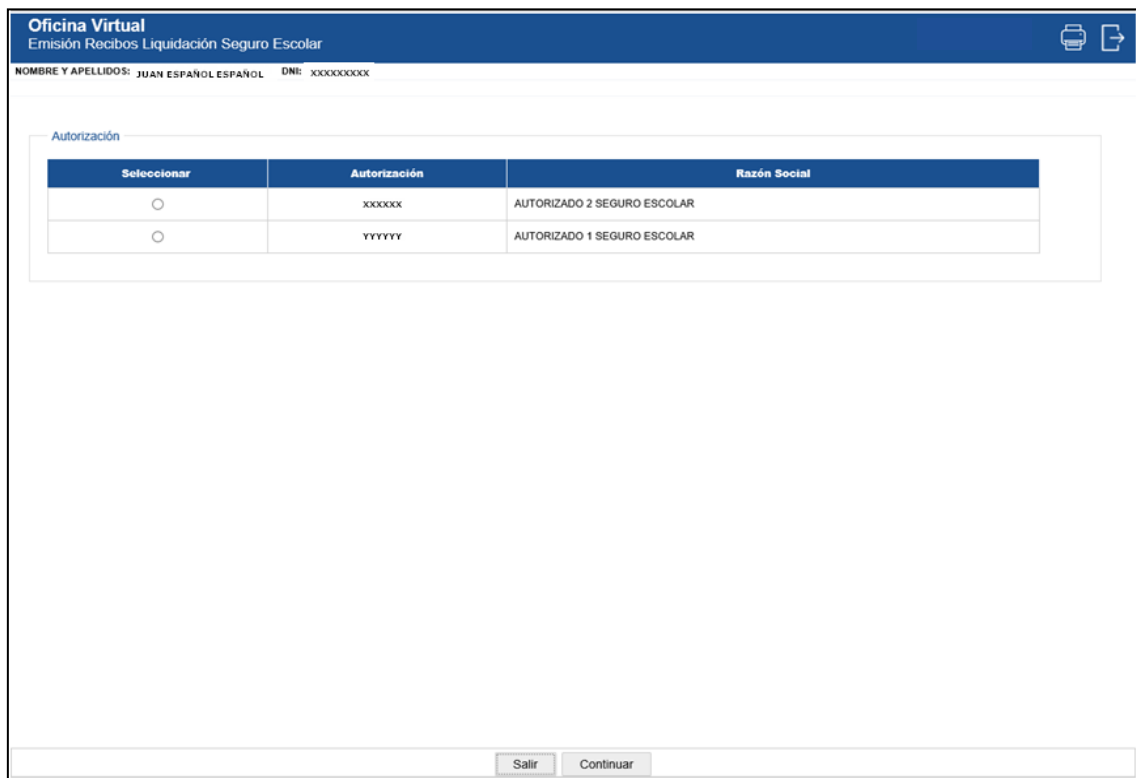 Oficina Virtual
Emisión Recibos Liquidación Seguro Escolar
NOMBRE Y APELLIDOS: JUAN ESPAÑOL ESPAÑOL DNI: XXXXXXXXX
Autorización
Seleccionar Autorización Razón Social
XXXXXX AUTORIZADO 2 SEGURO ESCOLAR
YYYYYY AUTORIZADO 1 SEGURO ESCOLAR
Salir Continuar